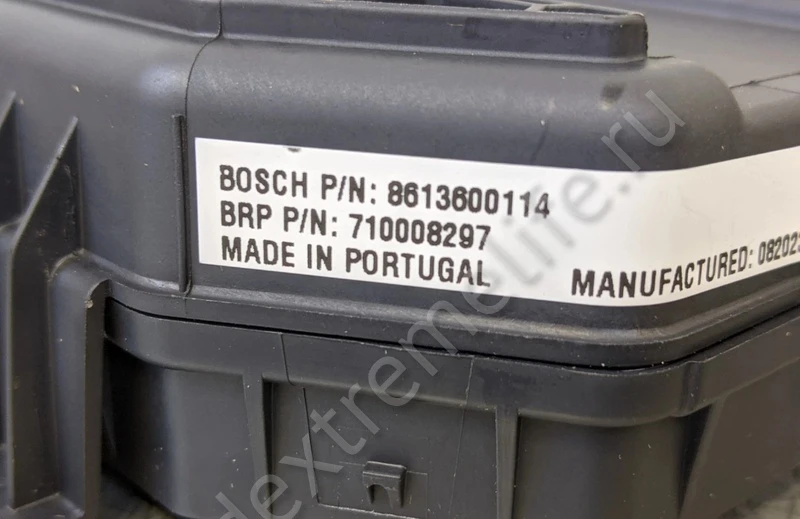 BOSCH P/N: 8613600114
BRP P/N: 710008297
MADE IN PORTUGAL
MANUFACTURED:
dextremelife.ru